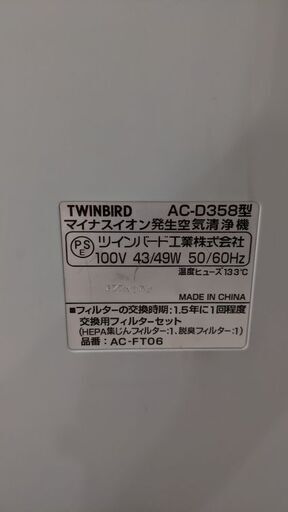 TWINBIRD AC-D358型
マイナスイオン発生空気清浄機
PSE ツインバード工業株式会社
100V 43/49W 50/60Hz
温度ヒューズ133℃
MADE IN CHINA
■フィルターの交換時期:1.5年に1回程度
交換用フィルターセット
(HEPA集じんフィルター:1、脱臭フィルター:1)
品番:AC-FT06